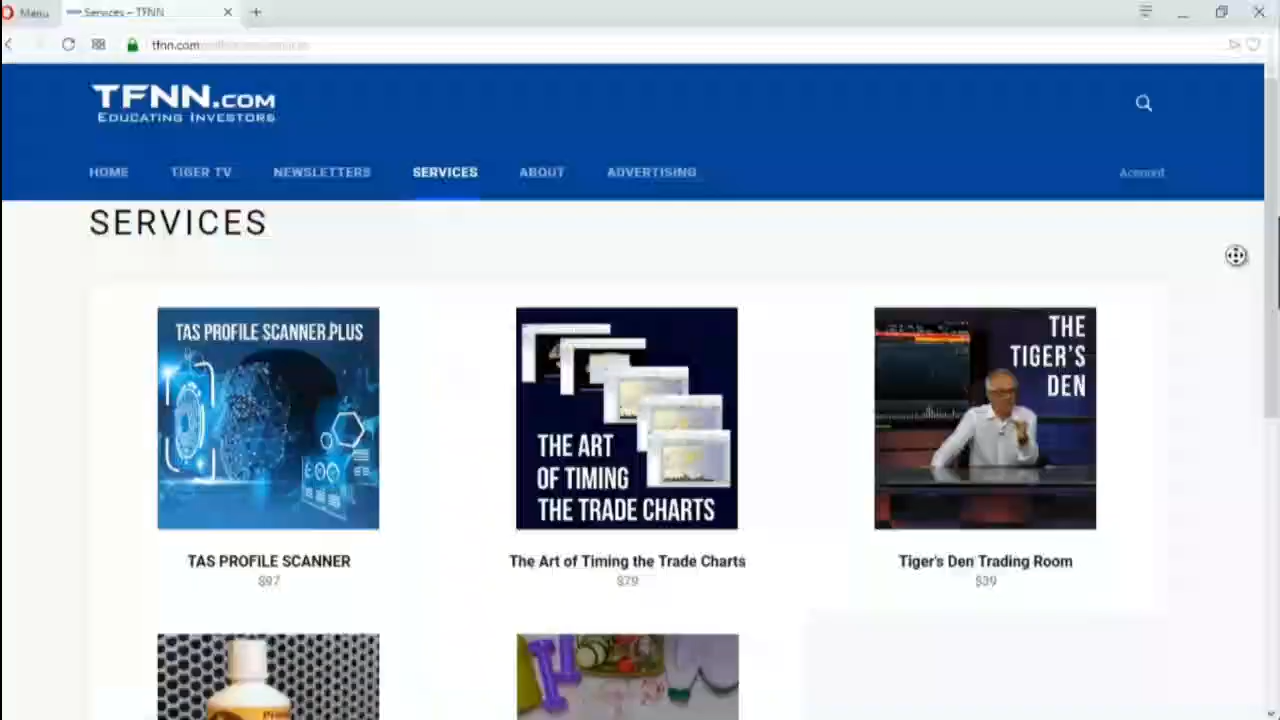 Menu
Services – TFNN
tfnn.com
TFNN.COM
EDUCATING INVESTORS
HOME
TIGER TV
NEWSLETTERS
SERVICES
ABOUT
ADVERTISING
Account
SERVICES
TAS PROFILE SCANNER PLUS
THE ART
OF TIMING
THE TRADE CHARTS
THE
TIGER'S
DEN
TAS PROFILE SCANNER
The Art of Timing the Trade Charts
Tiger's Den Trading Room
$97
$79
$39